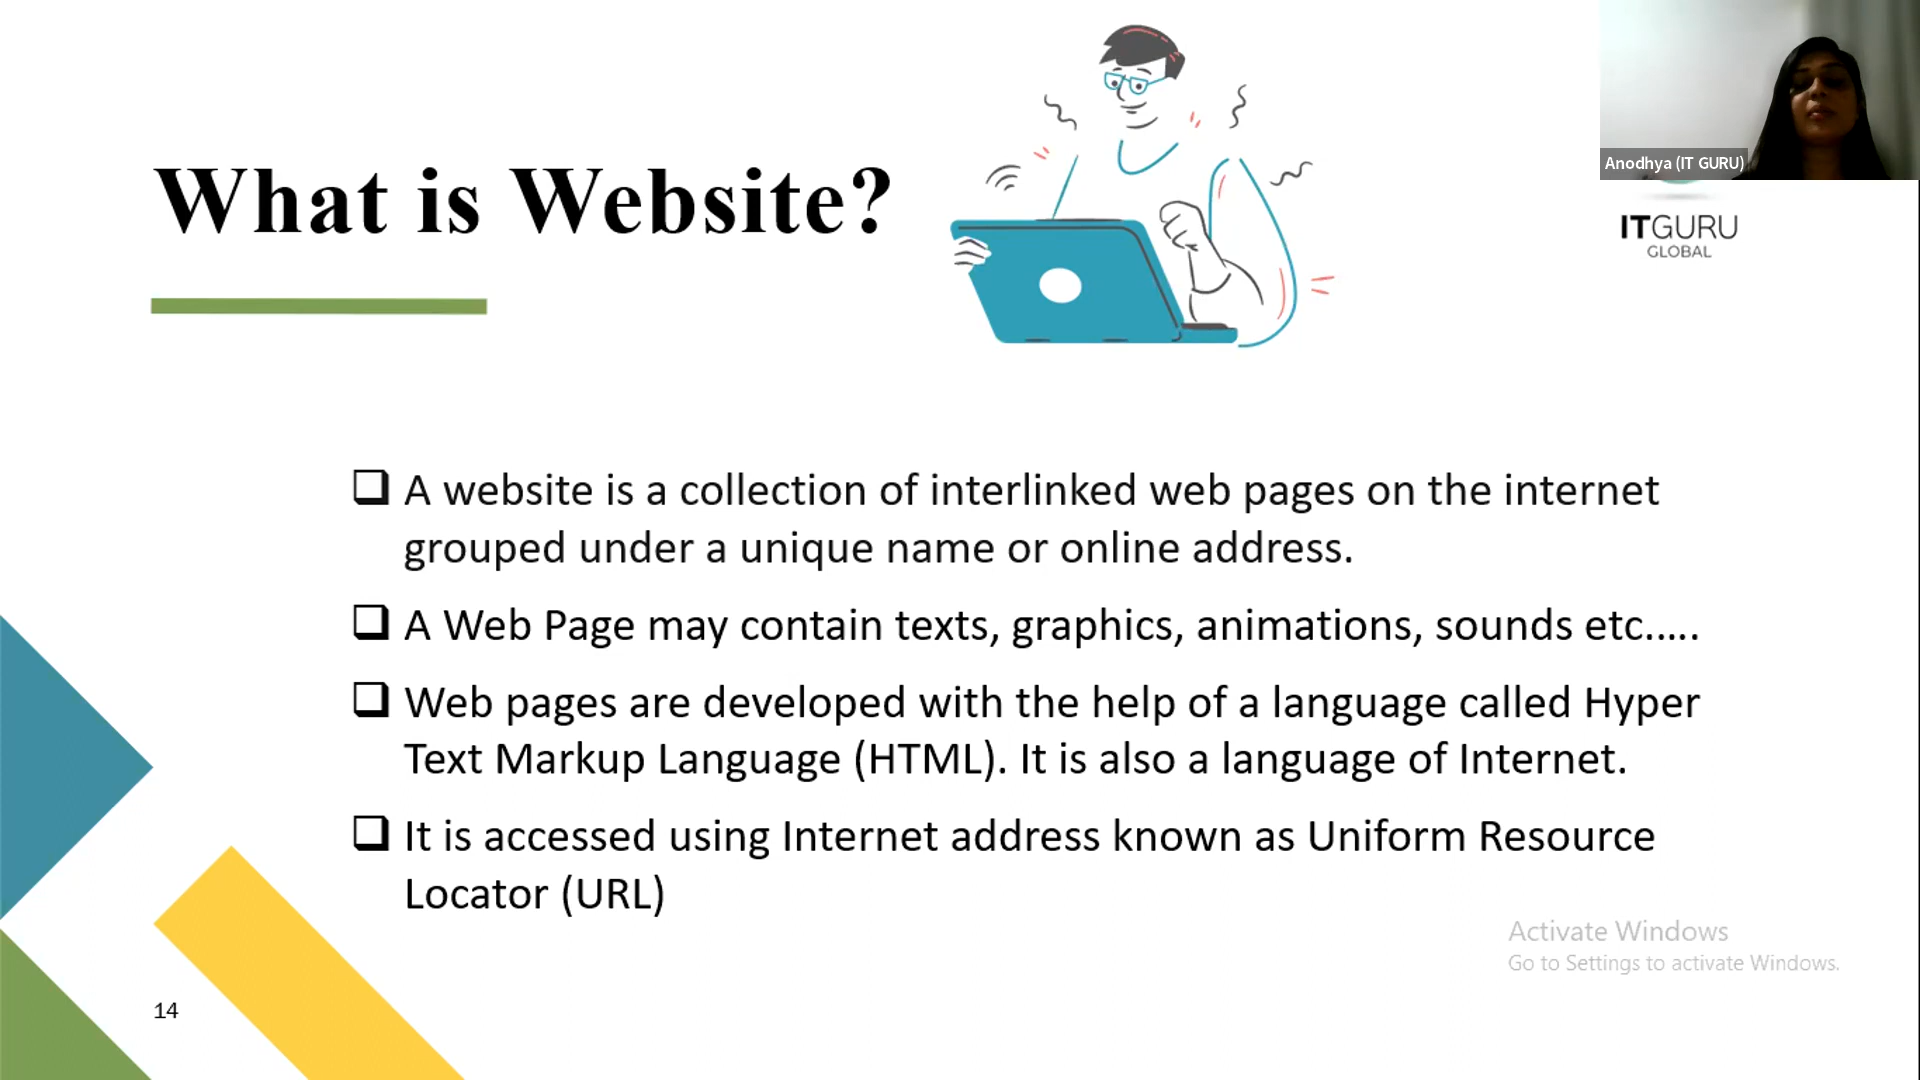 What is Website?
Anodhya (IT GURU)
ITGURU
GLOBAL
A website is a collection of interlinked web pages on the internet
grouped under a unique name or online address.
A Web Page may contain texts, graphics, animations, sounds etc.....
Web pages are developed with the help of a language called Hyper
Text Markup Language (HTML). It is also a language of Internet.
It is accessed using Internet address known as Uniform Resource
Locator (URL)
Activate Windows
Go to Settings to activate Windows.
14